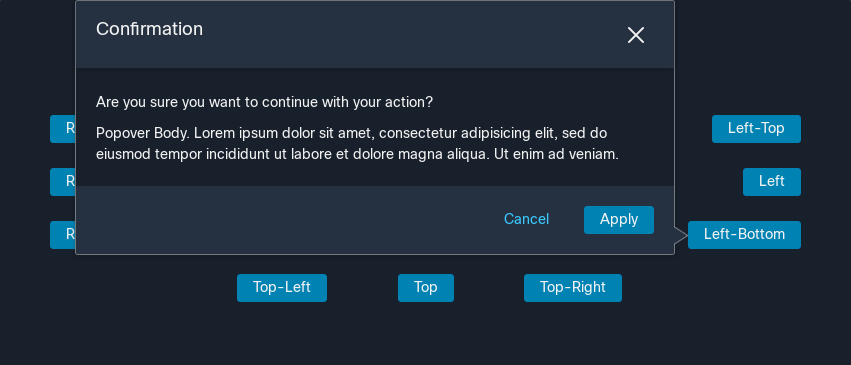 Confirmation
Are you sure you want to continue with your action?
Popover Body. Lorem ipsum dolor sit amet, consectetur adipisicing elit, sed do
eiusmod tempor incididunt ut labore et dolore magna aliqua. Ut enim ad veniam.
Cancel
Apply
R
Left-Top
R
Left
R
Left-Bottom
Top-Left
Top
Top-Right